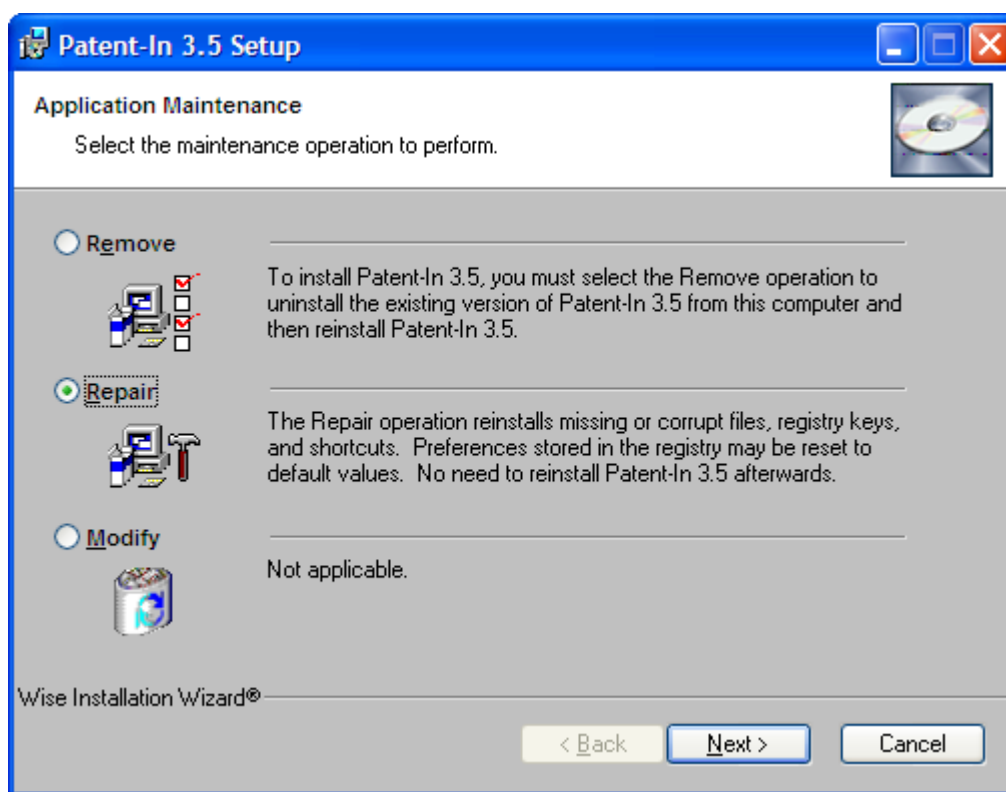 Patent-In 3.5 Setup
Application Maintenance
Select the maintenance operation to perform.
Remove
To install Patent-In 3.5, you must select the Remove operation to
uninstall the existing version of Patent-In 3.5 from this computer and
then reinstall Patent-In 3.5.
Repair
The Repair operation reinstalls missing or corrupt files, registry keys,
and shortcuts.  Preferences stored in the registry may be reset to
default values.  No need to reinstall Patent-In 3.5 afterwards.
Modify
Not applicable.
Wise Installation Wizard®
< Back
Next >
Cancel